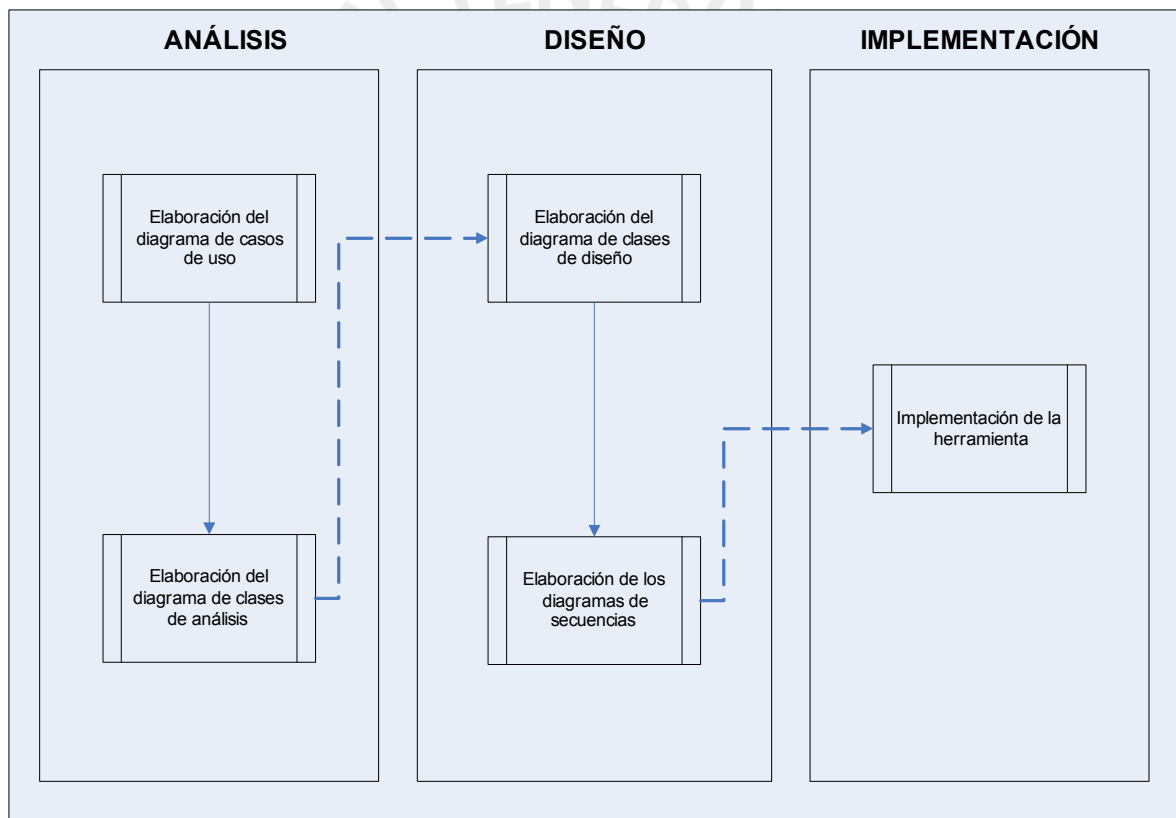 ANÁLISIS
DISEÑO
IMPLEMENTACIÓN
Elaboración del
diagrama de casos
de uso
Elaboración del
diagrama de clases
de análisis
Elaboración del
diagrama de clases
de diseño
Elaboración de los
diagramas de
secuencias
Implementación de la
herramienta